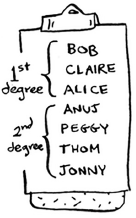 1st degree
BOB
CLAIRE
ALICE
2nd degree
ANUJ
PEGGY
THOM
JONNY